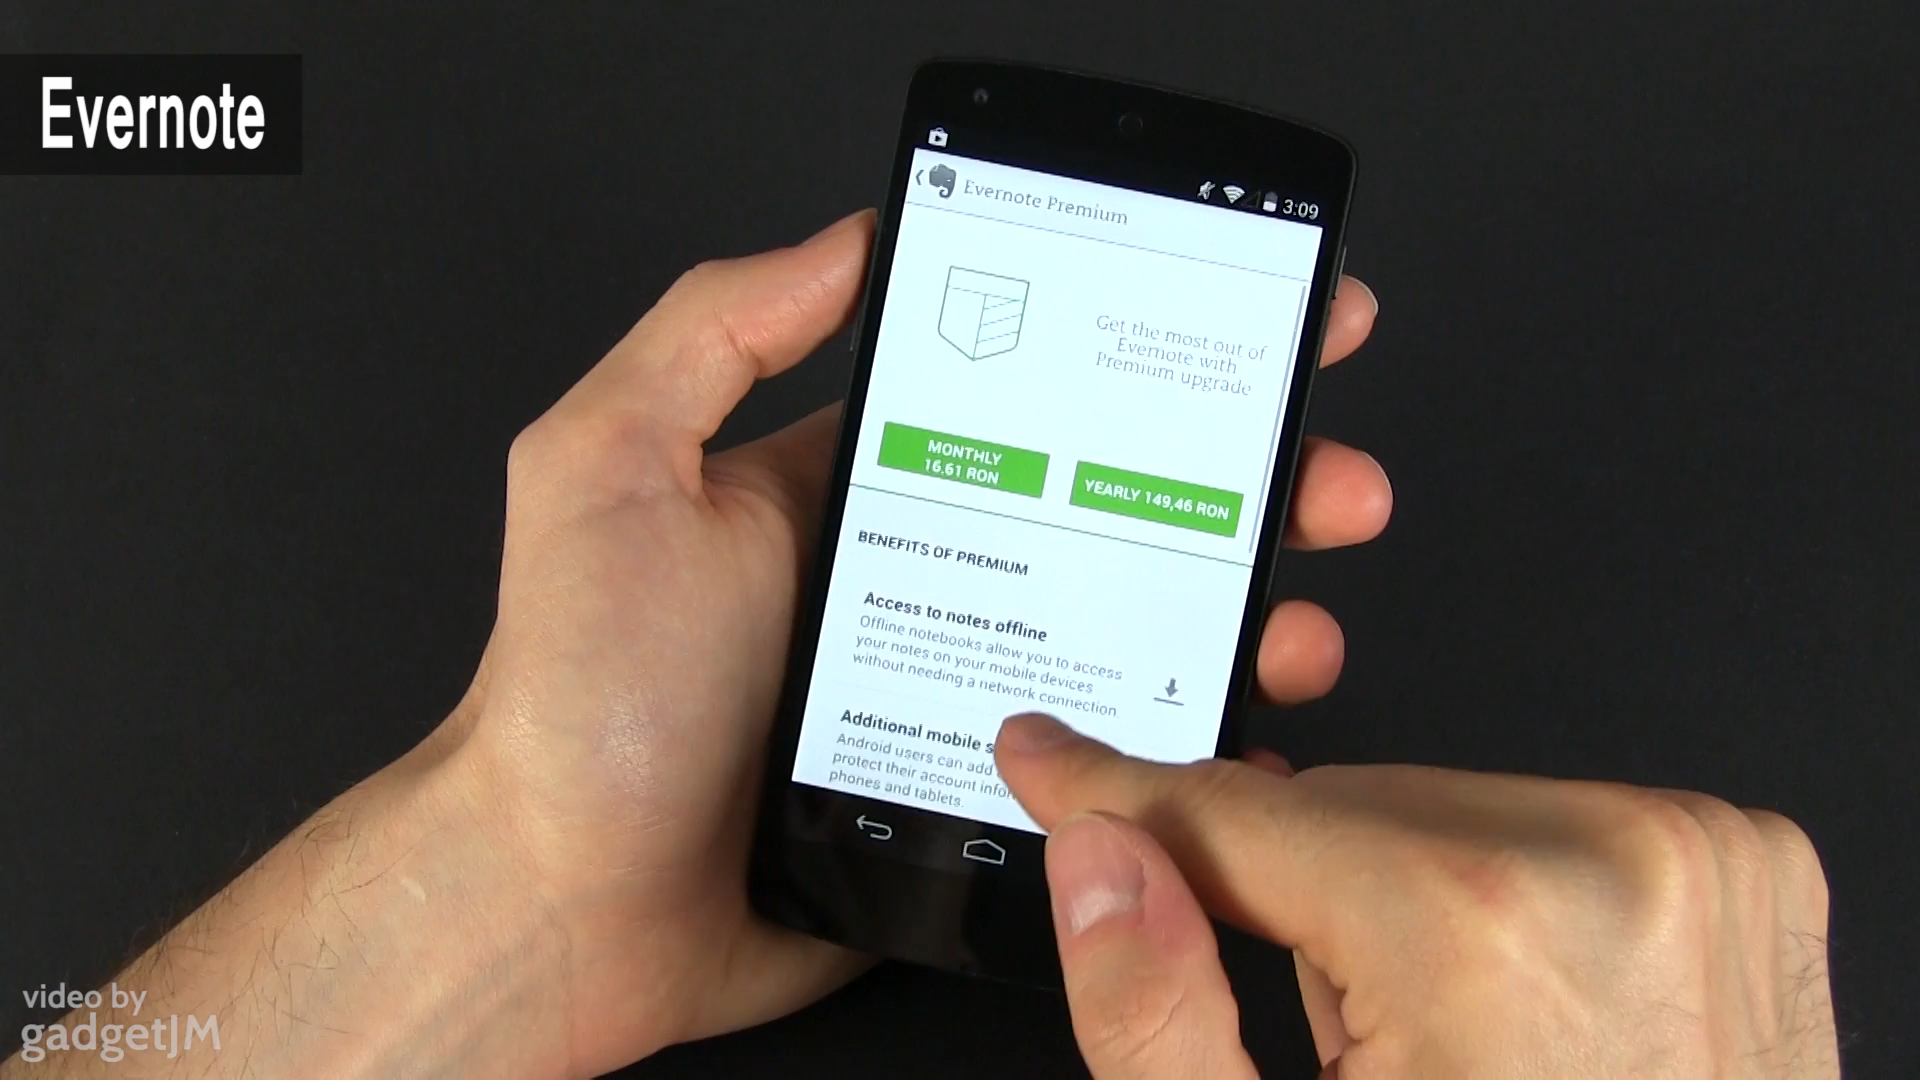 Evernote
3:09
Evernote Premium
Get the most out of
Evernote with
Premium upgrade
MONTHLY
16.61 RON
YEARLY 149,46 RON
BENEFITS OF PREMIUM
Access to notes offline
Offline notebooks allow you to access
your notes on your mobile devices
without needing a network connection
Additional mobile s
Android users can add
protect their account infor
phones and tablets.
video by
gadgetJM